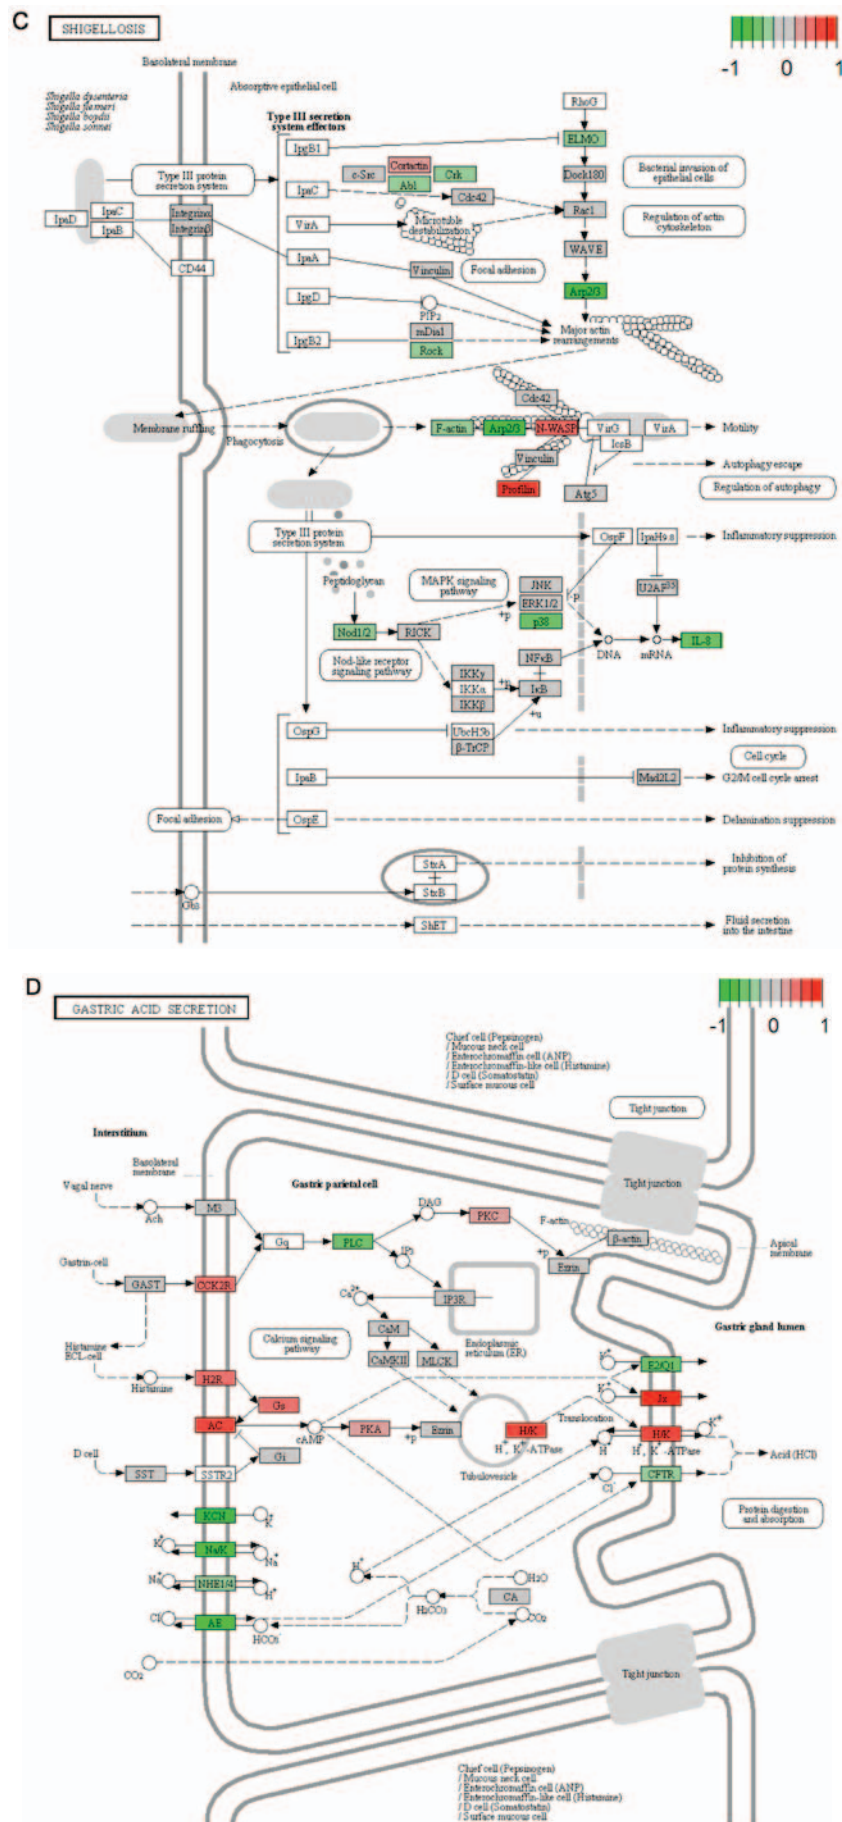 C
SHIGELLOSIS
-1 0 1
Basolateral membrane
Absorptive epithelial cell
Shigella dysenteria
Shigella flexneri
Shigella boydii
Shigella sonnei
Type III secretion
system effectors
RhoG
IpgB1
ELMO
Cortactin
c-Src
Crk
Abl
Dock180
Bacterial invasion of
epithelial cells
Type III protein
secretion system
IpaC
Cdc42
Rac1
IpaC
IpaD
IpaB
Integrinα
Integrinβ
VirA
Microtuble
destabilization
Regulation of actin
cytoskeleton
WAVE
CD44
IpaA
Vinculin
Focal adhesion
IpgD
PIP2
Arp2/3
IpgB2
mDia1
Rock
Major actin
rearrangements
Cdc42
Membrane ruffling
Phagocytosis
F-actin
Arp2/3
N-WASP
VirG
VirA
Motility
IcsB
Vinculin
Autophagy escape
Profilin
Atg5
Regulation of autophagy
Type III protein
secretion system
OspF
IpaH9.8
Inflammatory suppression
Peptidoglycan
MAPK signaling
pathway
JNK
ERK1/2
p38
-p
+p
U2AF35
Nod1/2
RICK
DNA
mRNA
IL-8
Nod-like receptor
signaling pathway
NFκB
IKKγ
IKKα
IKKβ
+p
IκB
+u
OspG
UbcH5b
β-TrCP
Inflammatory suppression
Cell cycle
IpaB
Mad2L2
G2/M cell cycle arrest
Focal adhesion
OspE
Delamination suppression
StxA
+
StxB
Inhibition of
protein synthesis
Gb3
ShET
Fluid secretion
into the intestine
D
GASTRIC ACID SECRETION
-1 0 1
Chief cell (Pepsinogen)
/ Mucous neck cell
/ Enterochromaffin cell (ANP)
/ Enterochromaffin-like cell (Histamine)
/ D cell (Somatostatin)
/ Surface mucous cell
Tight junction
Interstitium
Basolateral
membrane
Gastric parietal cell
Tight junction
Vagal nerve
Ach
M3
DAG
PKC
F-actin
β-actin
Gq
PLC
IP3
+p
Ezrin
Apical
membrane
Gastrin-cell
GAST
CCK2R
Ca2+
IP3R
CaM
Endoplasmic
reticulum (ER)
Gastric gland lumen
Histamine
ECL-cell
Calcium signaling
pathway
CaMKII
MLCK
K+
E2/Q1
Histamine
H2R
Gs
K+
AC
cAMP
PKA
+p
Ezrin
H/K
H+, K+-ATPase
Translocation
H+
H/K
H+, K+-ATPase
K+
Acid (HCl)
D cell
SST
SSTR2
Gi
Tubulovesicle
Cl-
CFTR
KCN
K+
Protein digestion
and absorption
K+
Na/K
Na+
Na+
NHE1/4
H+
H+
H2O
H2CO3
CA
Cl-
AE
HCO3-
CO2
CO2
Tight junction
Chief cell (Pepsinogen)
/ Mucous neck cell
/ Enterochromaffin cell (ANP)
/ Enterochromaffin-like cell (Histamine)
/ D cell (Somatostatin)
/ Surface mucous cell